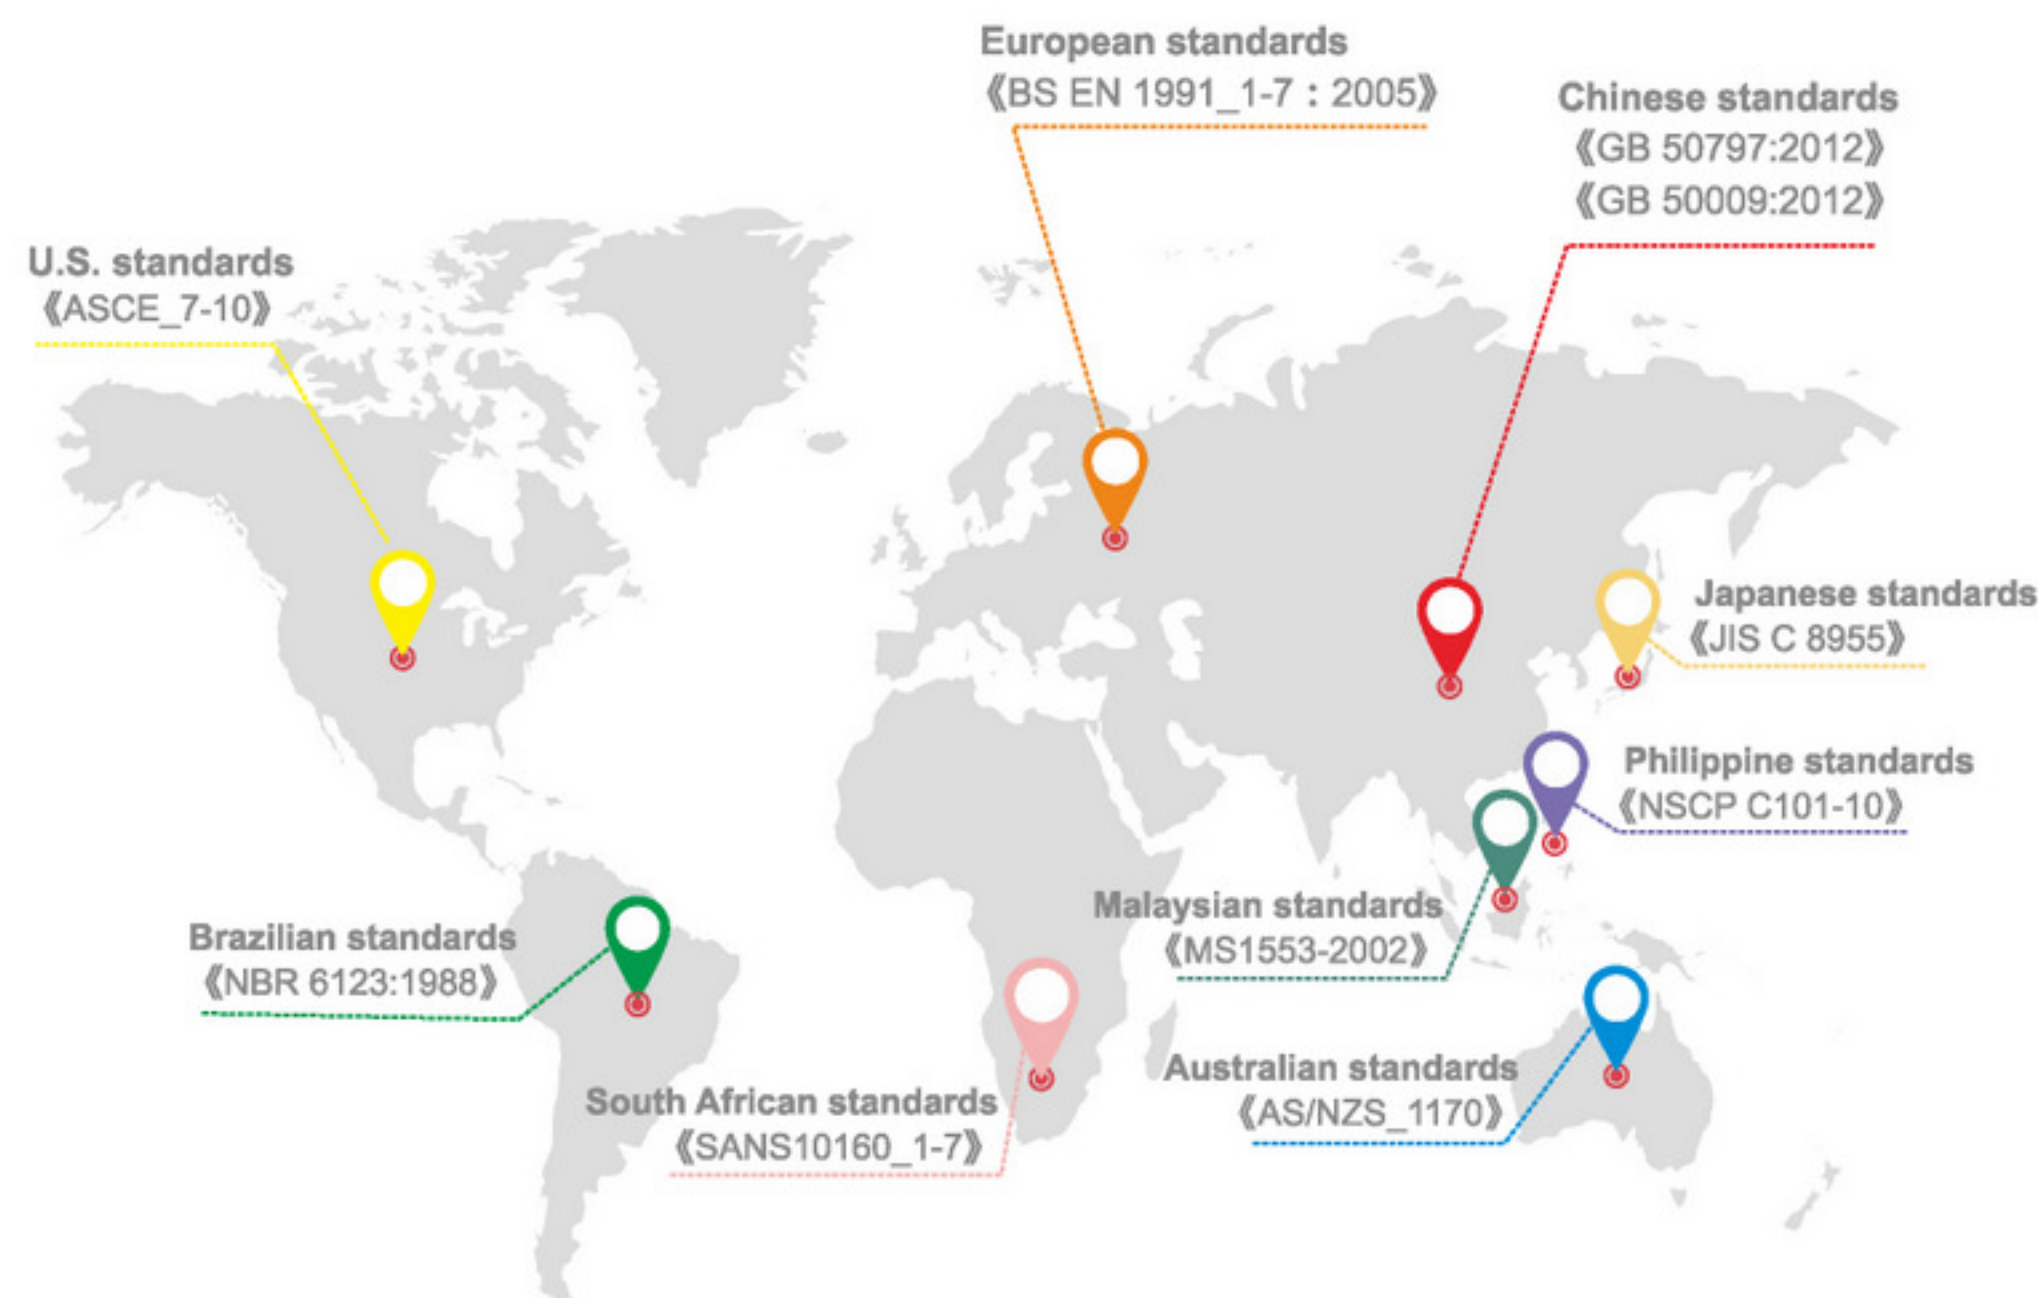 European standards
《BS EN 1991_1-7：2005》
Chinese standards
《GB 50797:2012》
《GB 50009:2012》
U.S. standards
《ASCE_7-10》
Japanese standards
《JIS C 8955》
Philippine standards
《NSCP C101-10》
Malaysian standards
《MS1553-2002》
Brazilian standards
《NBR 6123:1988》
Australian standards
《AS/NZS_1170》
South African standards
《SANS10160_1-7》